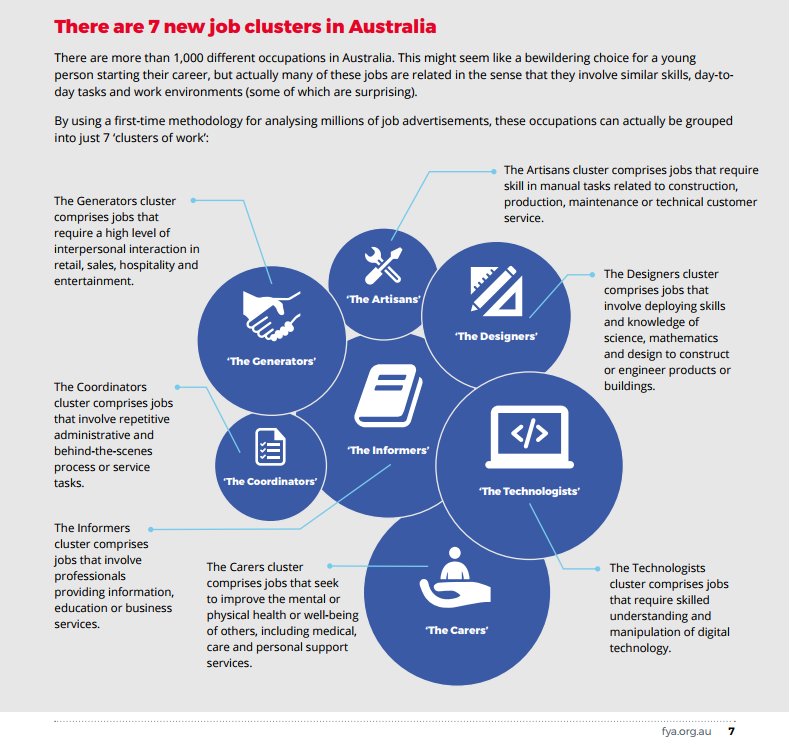 There are 7 new job clusters in Australia
There are more than 1,000 different occupations in Australia. This might seem like a bewildering choice for a young
person starting their career, but actually many of these jobs are related in the sense that they involve similar skills, day-to-
day tasks and work environments (some of which are surprising).
By using a first-time methodology for analysing millions of job advertisements, these occupations can actually be grouped
into just 7 ‘clusters of work’:
The Artisans cluster comprises jobs that require
skill in manual tasks related to construction,
production, maintenance or technical customer
service.
The Generators cluster
comprises jobs that
require a high level of
interpersonal interaction in
retail, sales, hospitality and
entertainment.
The Designers cluster
comprises jobs that
involve deploying skills
and knowledge of
science, mathematics
and design to construct
or engineer products or
buildings.
‘The Artisans’
‘The Designers’
‘The Generators’
The Coordinators
cluster comprises jobs
that involve repetitive
administrative and
behind-the-scenes
process or service
tasks.
</>
‘The Informers’
‘The Coordinators’
‘The Technologists’
The Informers
cluster comprises
jobs that involve
professionals
providing information,
education or business
services.
The Carers cluster
comprises jobs that seek
to improve the mental or
physical health or well-being
of others, including medical,
care and personal support
services.
‘The Carers’
The Technologists
cluster comprises jobs
that require skilled
understanding and
manipulation of digital
technology.
fya.org.au 7